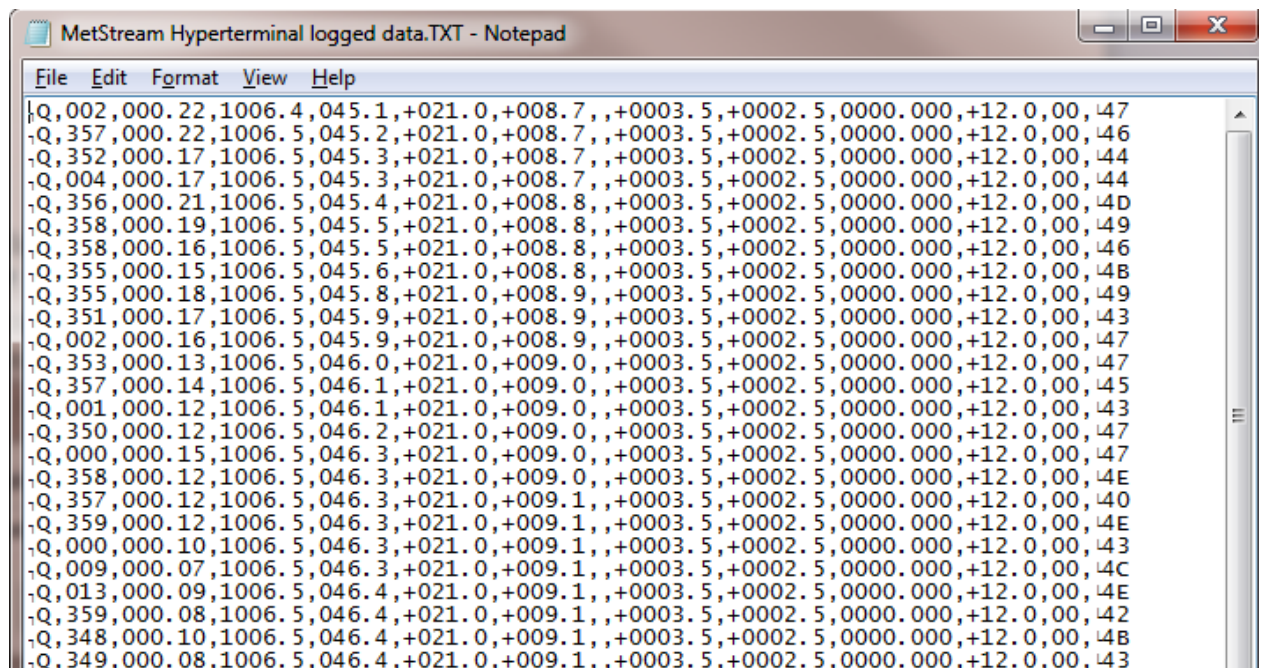 MetStream Hyperterminal logged data.TXT - Notepad
File Edit Format View Help
┐Q,002,000.22,1006.4,045.1,+021.0,+008.7,,+0003.5,+0002.5,0000.000,+12.0,00,└47
┐Q,357,000.22,1006.5,045.2,+021.0,+008.7,,+0003.5,+0002.5,0000.000,+12.0,00,└46
┐Q,352,000.17,1006.5,045.3,+021.0,+008.7,,+0003.5,+0002.5,0000.000,+12.0,00,└44
┐Q,004,000.17,1006.5,045.3,+021.0,+008.7,,+0003.5,+0002.5,0000.000,+12.0,00,└44
┐Q,356,000.21,1006.5,045.4,+021.0,+008.8,,+0003.5,+0002.5,0000.000,+12.0,00,└4D
┐Q,358,000.19,1006.5,045.5,+021.0,+008.8,,+0003.5,+0002.5,0000.000,+12.0,00,└49
┐Q,358,000.16,1006.5,045.5,+021.0,+008.8,,+0003.5,+0002.5,0000.000,+12.0,00,└46
┐Q,355,000.15,1006.5,045.6,+021.0,+008.8,,+0003.5,+0002.5,0000.000,+12.0,00,└4B
┐Q,355,000.18,1006.5,045.8,+021.0,+008.9,,+0003.5,+0002.5,0000.000,+12.0,00,└49
┐Q,351,000.17,1006.5,045.9,+021.0,+008.9,,+0003.5,+0002.5,0000.000,+12.0,00,└43
┐Q,002,000.16,1006.5,045.9,+021.0,+008.9,,+0003.5,+0002.5,0000.000,+12.0,00,└47
┐Q,353,000.13,1006.5,046.0,+021.0,+009.0,,+0003.5,+0002.5,0000.000,+12.0,00,└47
┐Q,357,000.14,1006.5,046.1,+021.0,+009.0,,+0003.5,+0002.5,0000.000,+12.0,00,└45
┐Q,001,000.12,1006.5,046.1,+021.0,+009.0,,+0003.5,+0002.5,0000.000,+12.0,00,└43
┐Q,350,000.12,1006.5,046.2,+021.0,+009.0,,+0003.5,+0002.5,0000.000,+12.0,00,└47
┐Q,000,000.15,1006.5,046.3,+021.0,+009.0,,+0003.5,+0002.5,0000.000,+12.0,00,└47
┐Q,358,000.12,1006.5,046.3,+021.0,+009.0,,+0003.5,+0002.5,0000.000,+12.0,00,└4E
┐Q,357,000.12,1006.5,046.3,+021.0,+009.1,,+0003.5,+0002.5,0000.000,+12.0,00,└40
┐Q,359,000.12,1006.5,046.3,+021.0,+009.1,,+0003.5,+0002.5,0000.000,+12.0,00,└4E
┐Q,000,000.10,1006.5,046.3,+021.0,+009.1,,+0003.5,+0002.5,0000.000,+12.0,00,└43
┐Q,009,000.07,1006.5,046.3,+021.0,+009.1,,+0003.5,+0002.5,0000.000,+12.0,00,└4C
┐Q,013,000.09,1006.5,046.4,+021.0,+009.1,,+0003.5,+0002.5,0000.000,+12.0,00,└4E
┐Q,359,000.08,1006.5,046.4,+021.0,+009.1,,+0003.5,+0002.5,0000.000,+12.0,00,└42
┐Q,348,000.10,1006.5,046.4,+021.0,+009.1,,+0003.5,+0002.5,0000.000,+12.0,00,└4B
┐Q,349,000.08,1006.5,046.4,+021.0,+009.1,,+0003.5,+0002.5,0000.000,+12.0,00,└43